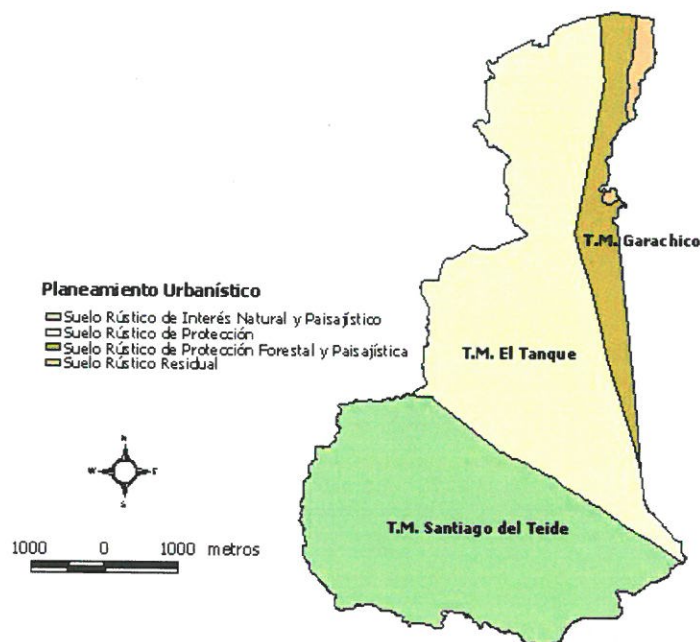 T.M. Garachico
Planeamiento Urbanístico
Suelo Rústico de Interés Natural y Paisajístico
Suelo Rústico de Protección
Suelo Rústico de Protección Forestal y Paisajística
Suelo Rústico Residual
T.M. El Tanque
N
W E
S
T.M. Santiago del Teide
1000 0 1000 metros